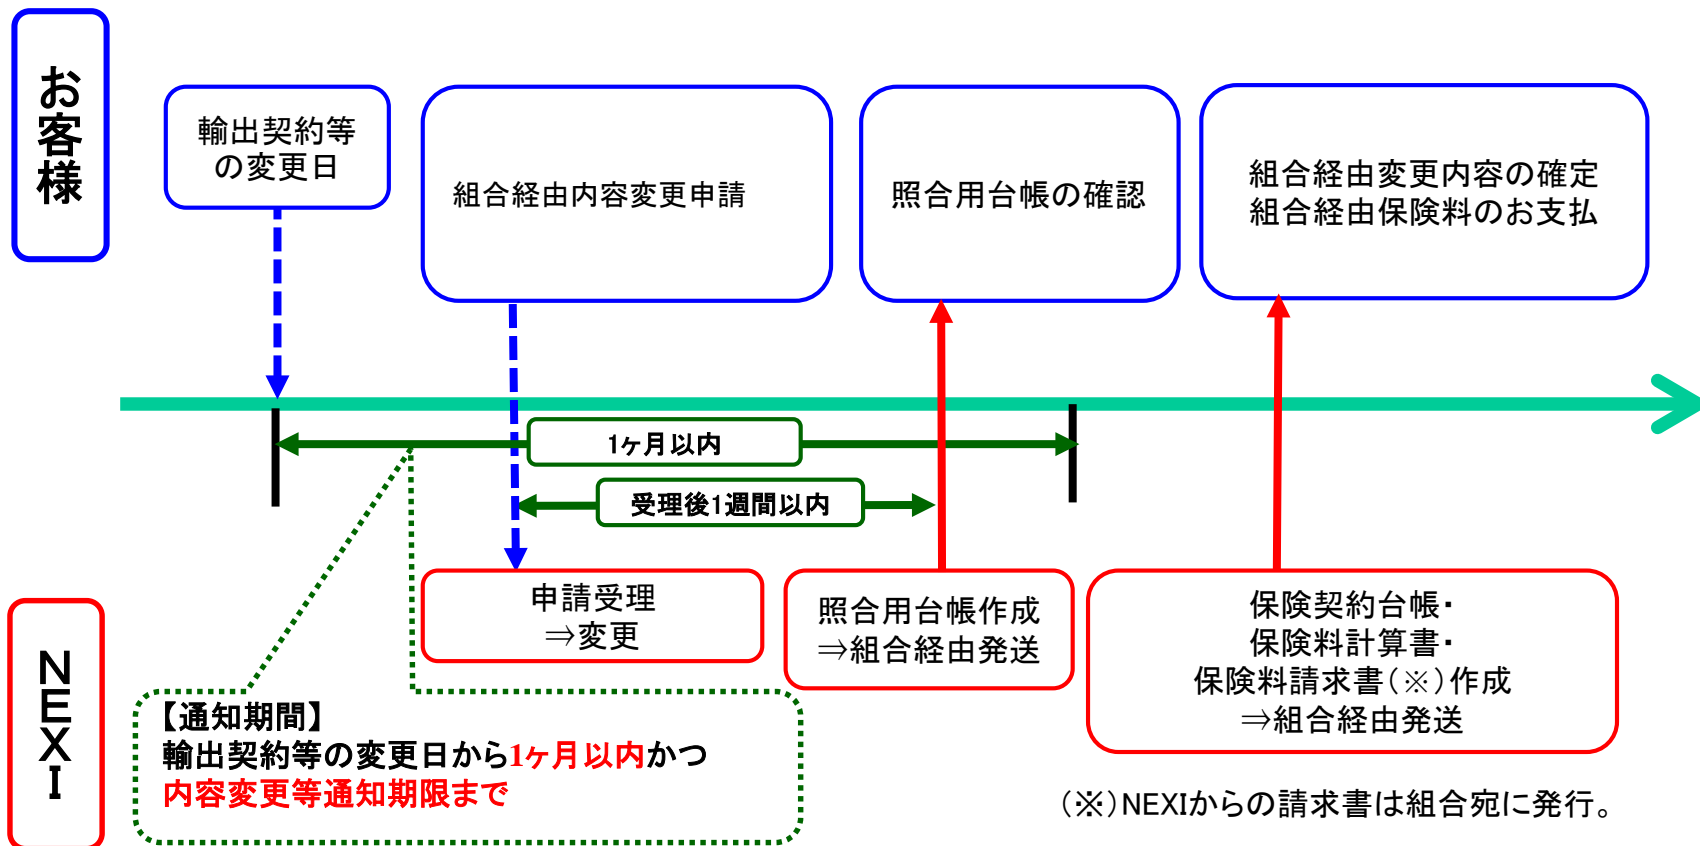 お客様
輸出契約等
の変更日
組合経由内容変更申請
照合用台帳の確認
組合経由変更内容の確定
組合経由保険料のお支払
1ヶ月以内
受理後1週間以内
NEXI
申請受理
⇒変更
照合用台帳作成
⇒組合経由発送
保険契約台帳・
保険料計算書・
保険料請求書(※)作成
⇒組合経由発送
【通知期間】
輸出契約等の変更日から1ヶ月以内かつ
内容変更等通知期限まで
(※)NEXIからの請求書は組合宛に発行。